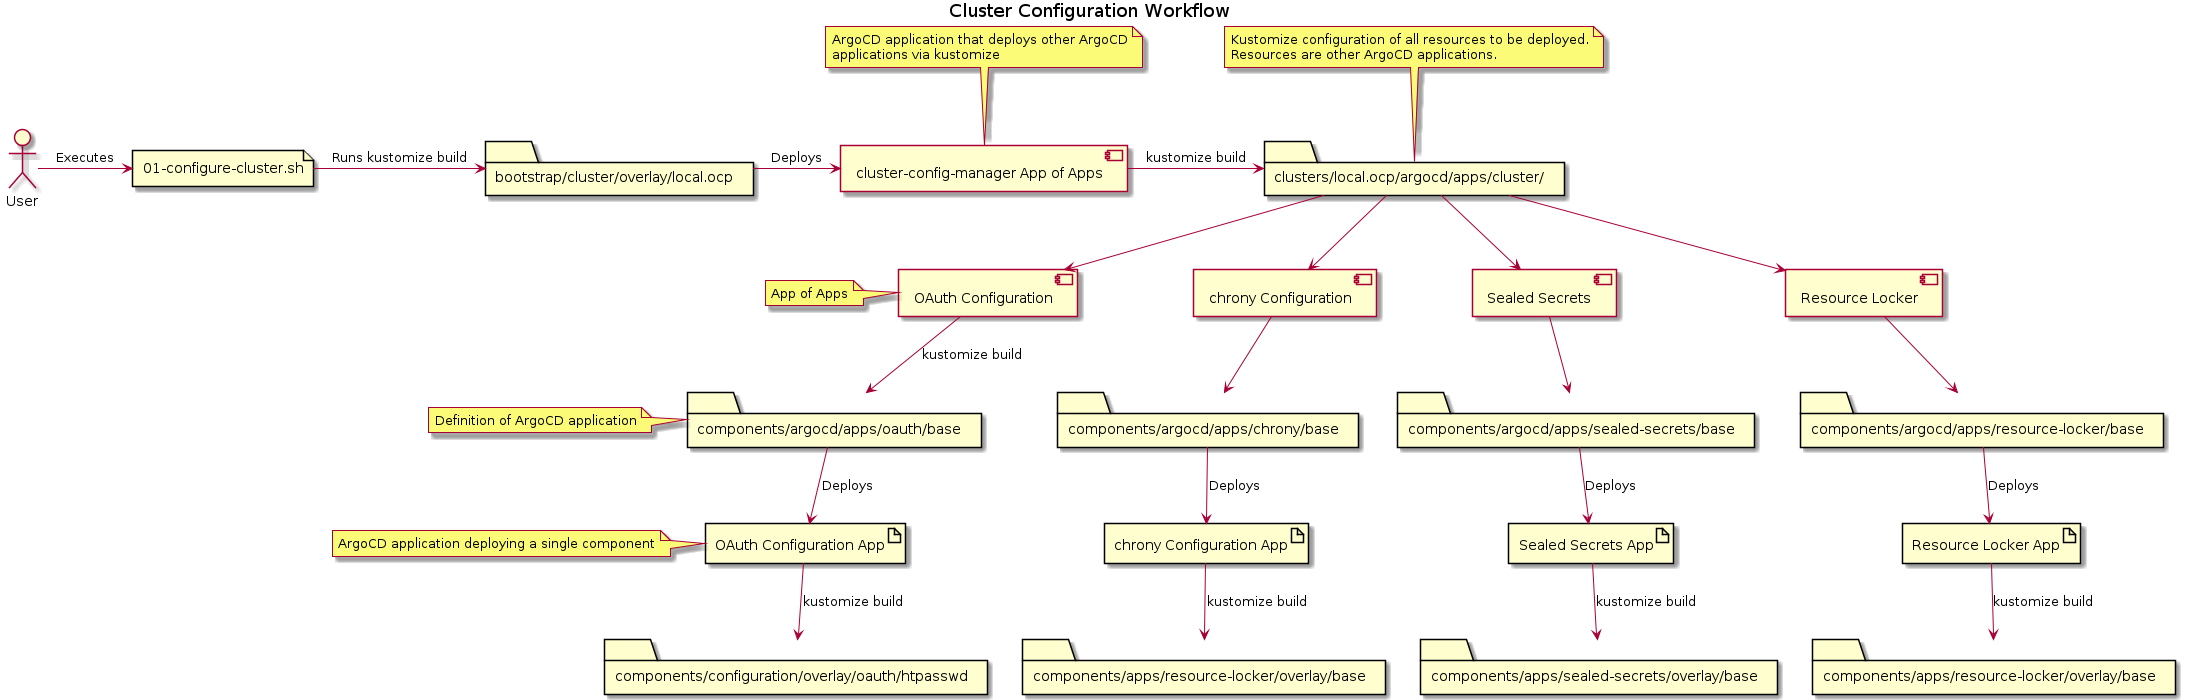 Cluster Configuration Workflow
ArgoCD application that deploys other ArgoCD
applications via kustomize
Kustomize configuration of all resources to be deployed.
Resources are other ArgoCD applications.
User
Executes
01-configure-cluster.sh
Runs kustomize build
bootstrap/cluster/overlay/local.ocp
Deploys
cluster-config-manager App of Apps
kustomize build
clusters/local.ocp/argocd/apps/cluster/
App of Apps
OAuth Configuration
chrony Configuration
Sealed Secrets
Resource Locker
kustomize build
Definition of ArgoCD application
components/argocd/apps/oauth/base
components/argocd/apps/chrony/base
components/argocd/apps/sealed-secrets/base
components/argocd/apps/resource-locker/base
Deploys
Deploys
Deploys
Deploys
ArgoCD application deploying a single component
OAuth Configuration App
chrony Configuration App
Sealed Secrets App
Resource Locker App
kustomize build
kustomize build
kustomize build
kustomize build
components/configuration/overlay/oauth/htpasswd
components/apps/resource-locker/overlay/base
components/apps/sealed-secrets/overlay/base
components/apps/resource-locker/overlay/base